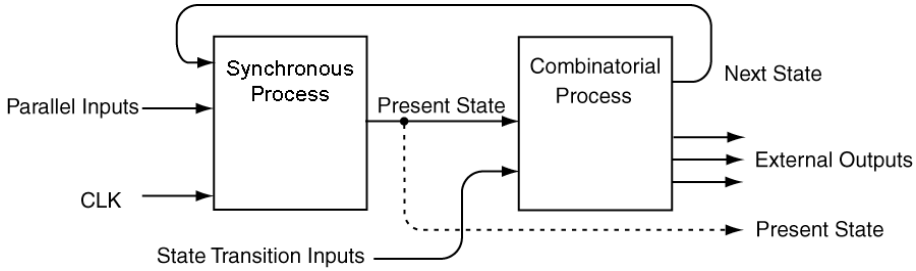 Synchronous
Process
Combinatorial
Process
Next State
Parallel Inputs
Present State
External Outputs
CLK
Present State
State Transition Inputs